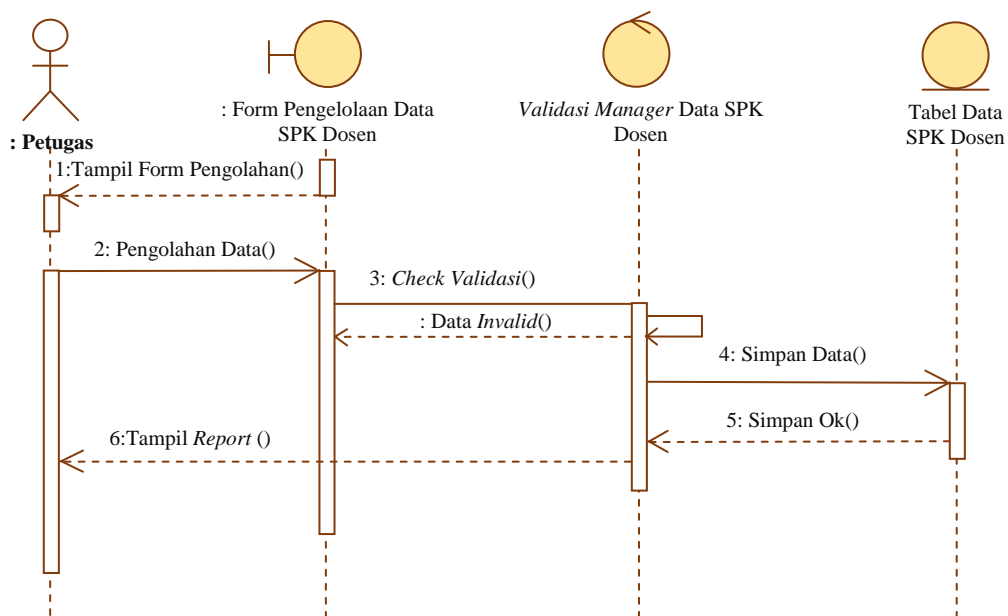 : Petugas
: Form Pengelolaan Data
SPK Dosen
Validasi Manager Data SPK
Dosen
Tabel Data
SPK Dosen
1:Tampil Form Pengolahan()
2: Pengolahan Data()
3: Check Validasi()
: Data Invalid()
4: Simpan Data()
5: Simpan Ok()
6:Tampil Report ()